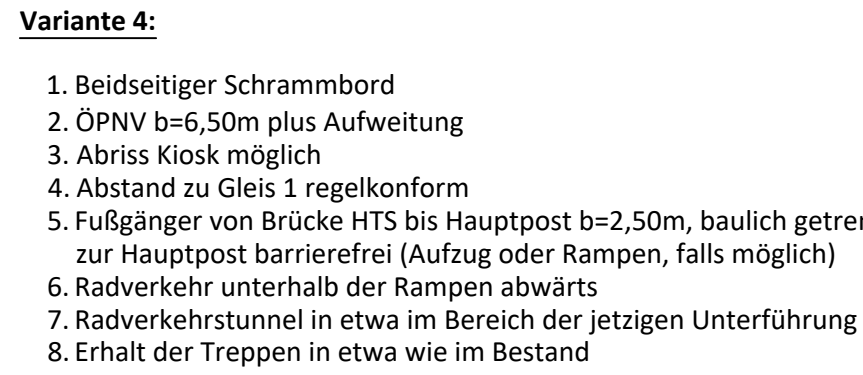 Variante 4:
1. Beidseitiger Schrammbord
2. ÖPNV b=6,50m plus Aufweitung
3. Abriss Kiosk möglich
4. Abstand zu Gleis 1 regelkonform
5. Fußgänger von Brücke HTS bis Hauptpost b=2,50m, baulich
zur Hauptpost barrierefrei (Aufzug oder Rampen, falls möglich)
6. Radverkehr unterhalb der Rampen abwärts
7. Radverkehrstunnel in etwa im Bereich der jetzigen Unterführung
8. Erhalt der Treppen in etwa wie im Bestand